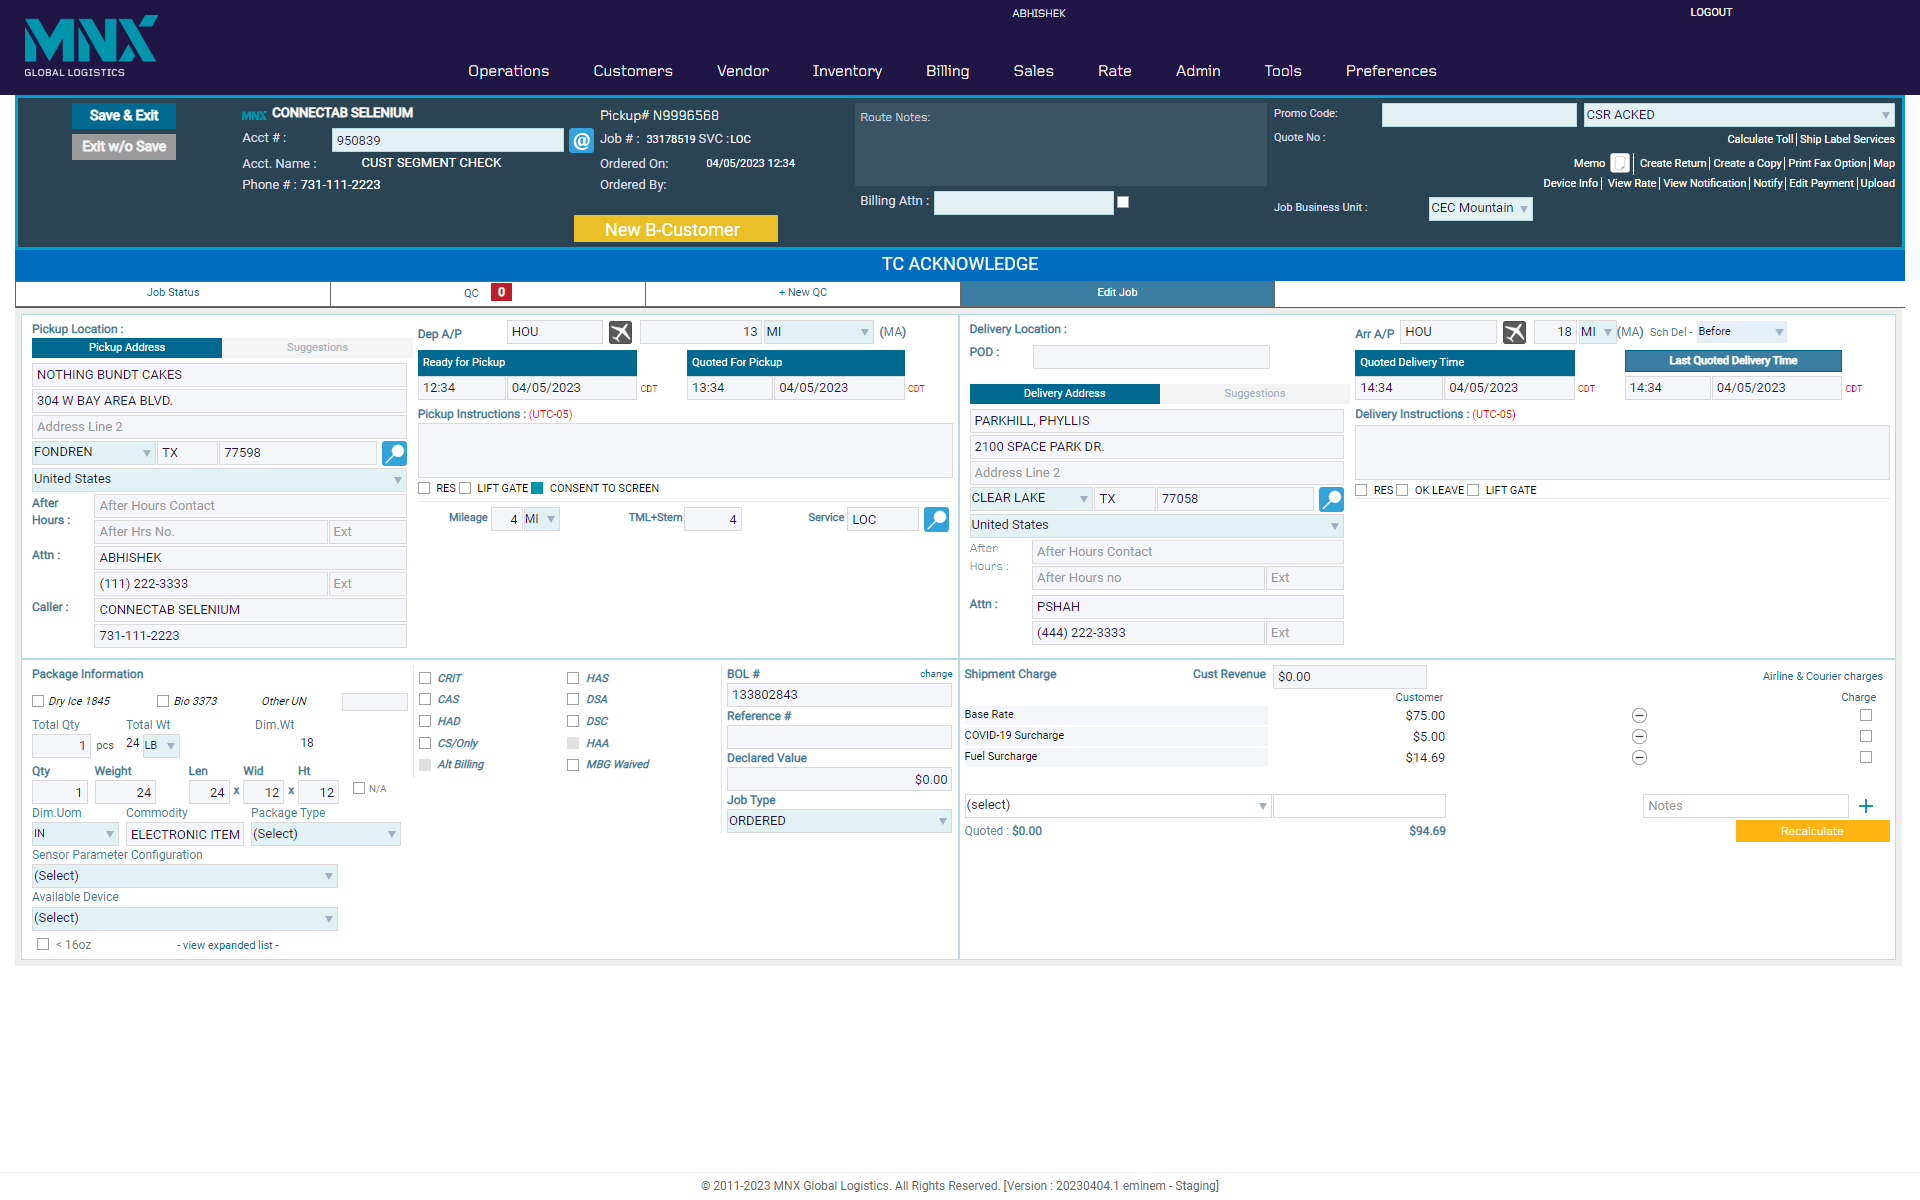 ABHISHEK
LOGOUT
MNX
GLOBAL LOGISTICS
Operations Customers Vendor Inventory Billing Sales Rate Admin Tools Preferences
Save & Exit
Exit w/o Save
MNX CONNECTAB SELENIUM
Acct # : 950839 @
Acct. Name : CUST SEGMENT CHECK
Phone # : 731-111-2223
Pickup# N9996568
Job # : 33178519 SVC :LOC
Ordered On: 04/05/2023 12:34
Ordered By:
New B-Customer
Route Notes:
Billing Attn :
Promo Code: CSR ACKED
Quote No :
Calculate Toll | Ship Label Services
Memo | Create Return | Create a Copy | Print Fax Option | Map
Device Info | View Rate | View Notification | Notify | Edit Payment | Upload
Job Business Unit : CEC Mountain
TC ACKNOWLEDGE
Job Status QC 0 + New QC Edit Job
Pickup Location :
Pickup Address Suggestions
NOTHING BUNDT CAKES
304 W BAY AREA BLVD.
Address Line 2
FONDREN TX 77598
United States
After Hours : After Hours Contact
After Hrs No. Ext
Attn : ABHISHEK
(111) 222-3333 Ext
Caller : CONNECTAB SELENIUM
731-111-2223
Dep A/P HOU 13 MI (MA)
Ready for Pickup Quoted For Pickup
12:34 04/05/2023 CDT 13:34 04/05/2023 CDT
Pickup Instructions : (UTC-05)
RES LIFT GATE CONSENT TO SCREEN
Mileage 4 MI TML+Stem 4 Service LOC
Delivery Location :
POD :
Delivery Address Suggestions
PARKHILL, PHYLLIS
2100 SPACE PARK DR.
Address Line 2
CLEAR LAKE TX 77058
United States
After Hours : After Hours Contact
After Hours no Ext
Attn : PSHAH
(444) 222-3333 Ext
Arr A/P HOU 18 MI (MA) Sch Del - Before
Quoted Delivery Time Last Quoted Delivery Time
14:34 04/05/2023 CDT 14:34 04/05/2023 CDT
Delivery Instructions : (UTC-05)
RES OK LEAVE LIFT GATE
Package Information
Dry Ice 1845 Bio 3373 Other UN
Total Qty Total Wt Dim.Wt
1 pcs 24 LB 18
Qty Weight Len Wid Ht
1 24 24 x 12 x 12 N/A
Dim.Uom Commodity Package Type
IN ELECTRONIC ITEM (Select)
Sensor Parameter Configuration
(Select)
Available Device
(Select)
< 16oz - view expanded list -
CRIT HAS
CAS DSA
HAD DSC
CS/Only HAA
Alt Billing MBG Waived
BOL # change
133802843
Reference #
Declared Value
$0.00
Job Type
ORDERED
Shipment Charge Cust Revenue $0.00 Airline & Courier charges
Customer Charge
Base Rate $75.00
COVID-19 Surcharge $5.00
Fuel Surcharge $14.69
(select) Notes +
Quoted : $0.00 $94.69 Recalculate
© 2011-2023 MNX Global Logistics. All Rights Reserved. [Version : 20230404.1 eminem - Staging]